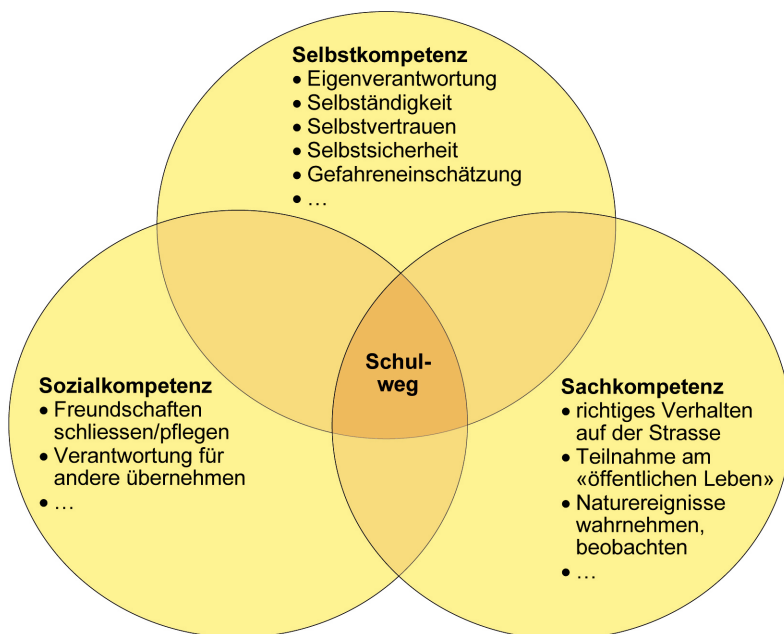 Selbstkompetenz
• Eigenverantwortung
• Selbständigkeit
• Selbstvertrauen
• Selbstsicherheit
• Gefahreneinschätzung
• …
Schul-
weg
Sozialkompetenz
• Freundschaften
schliessen/pflegen
• Verantwortung für
andere übernehmen
• …
Sachkompetenz
• richtiges Verhalten
auf der Strasse
• Teilnahme am
«öffentlichen Leben»
• Naturereignisse
wahrnehmen,
beobachten
• …